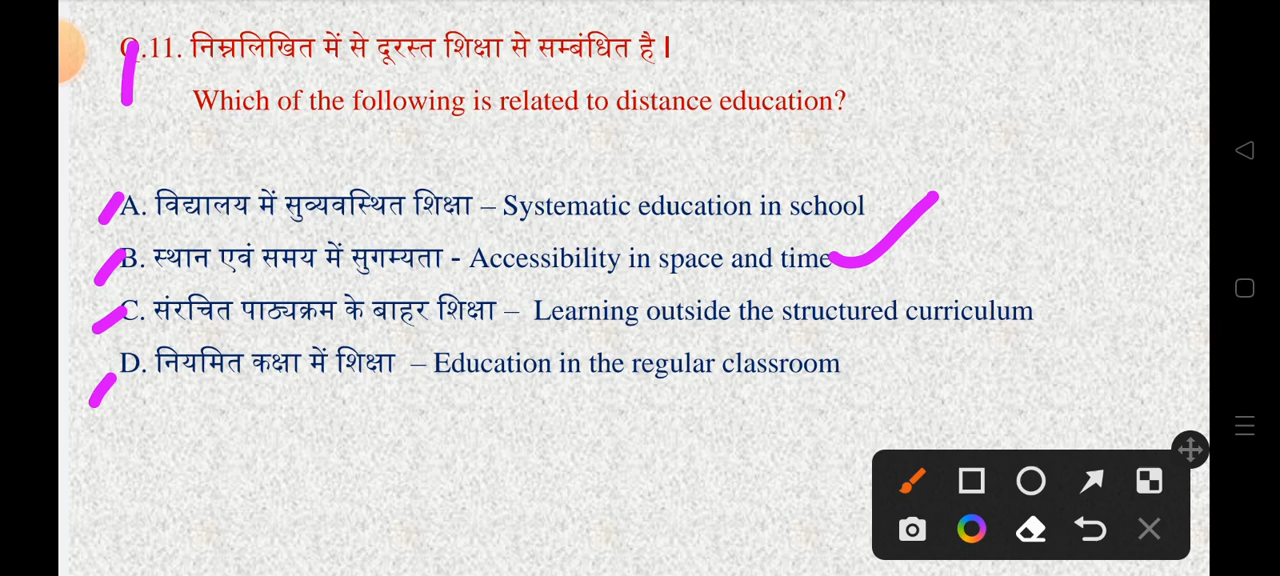 Q.11. निम्नलिखित में से दूरस्त शिक्षा से सम्बंधित है ।
Which of the following is related to distance education?
A. विद्यालय में सुव्यवस्थित शिक्षा – Systematic education in school
B. स्थान एवं समय में सुगम्यता - Accessibility in space and time
C. संरचित पाठ्यक्रम के बाहर शिक्षा – Learning outside the structured curriculum
D. नियमित कक्षा में शिक्षा – Education in the regular classroom